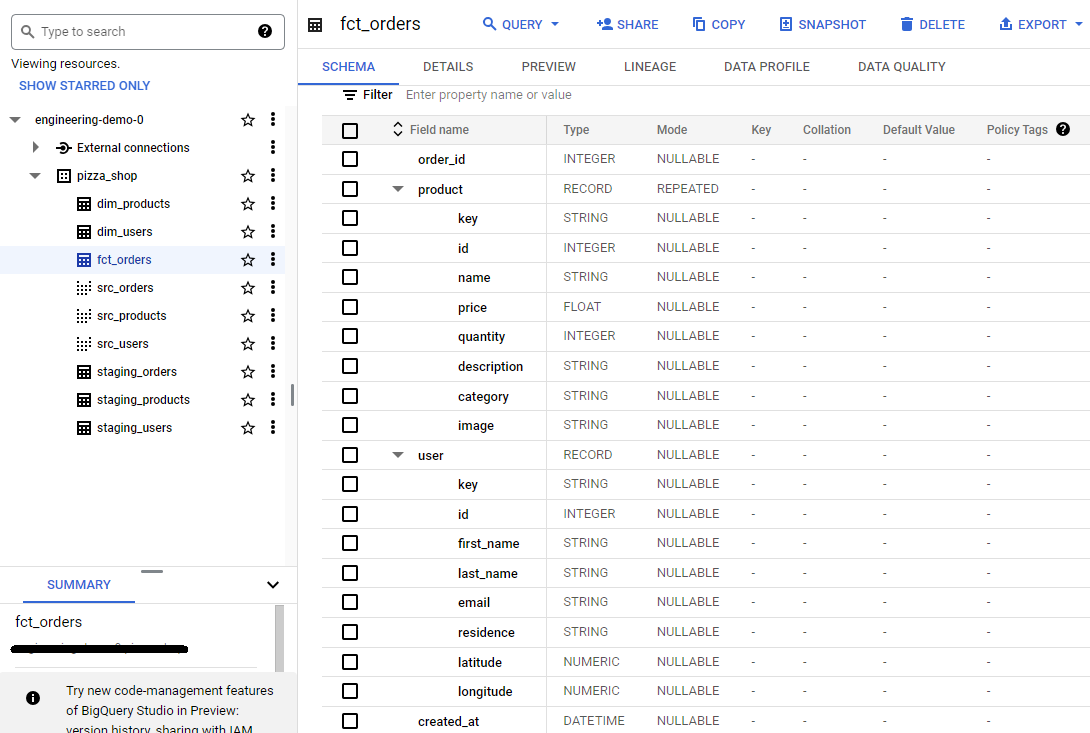 Type to search
Viewing resources.
SHOW STARRED ONLY
engineering-demo-0
External connections
pizza_shop
dim_products
dim_users
fct_orders
src_orders
src_products
src_users
staging_orders
staging_products
staging_users
SUMMARY
fct_orders
Try new code-management features
of BigQuery Studio in Preview:
version history, sharing with IAM
fct_orders QUERY SHARE COPY SNAPSHOT DELETE EXPORT
SCHEMA DETAILS PREVIEW LINEAGE DATA PROFILE DATA QUALITY
Filter Enter property name or value
Field name Type Mode Key Collation Default Value Policy Tags
order_id INTEGER NULLABLE - - - -
product RECORD REPEATED - - - -
key STRING NULLABLE - - - -
id INTEGER NULLABLE - - - -
name STRING NULLABLE - - - -
price FLOAT NULLABLE - - - -
quantity INTEGER NULLABLE - - - -
description STRING NULLABLE - - - -
category STRING NULLABLE - - - -
image STRING NULLABLE - - - -
user RECORD NULLABLE - - - -
key STRING NULLABLE - - - -
id INTEGER NULLABLE - - - -
first_name STRING NULLABLE - - - -
last_name STRING NULLABLE - - - -
email STRING NULLABLE - - - -
residence STRING NULLABLE - - - -
latitude NUMERIC NULLABLE - - - -
longitude NUMERIC NULLABLE - - - -
created_at DATETIME NULLABLE - - - -